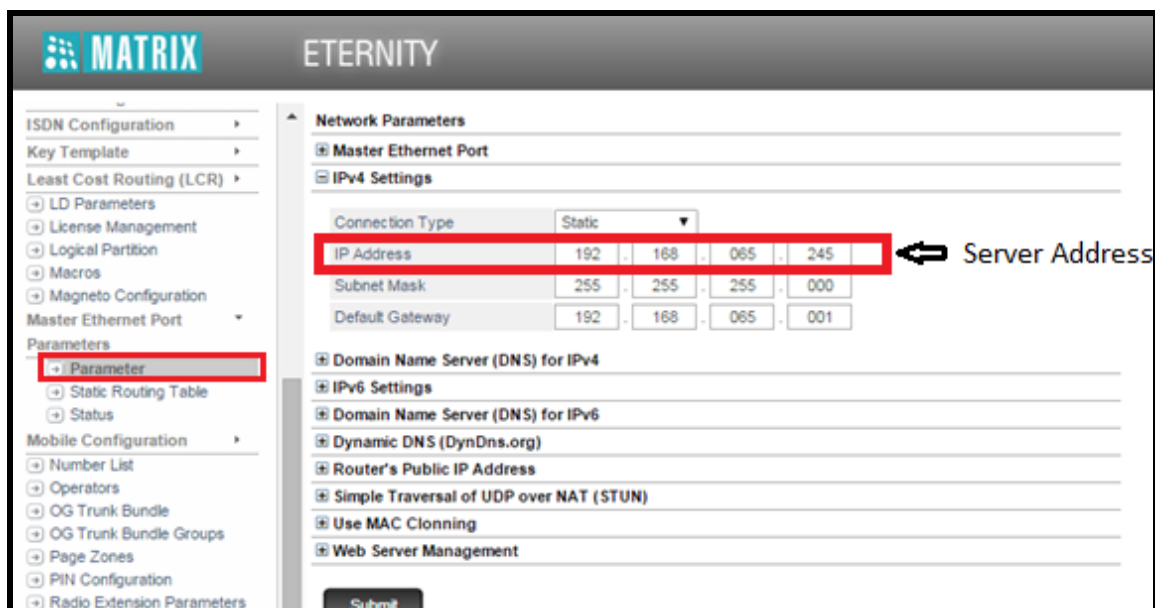 MATRIX ETERNITY
ISDN Configuration
Key Template
Least Cost Routing (LCR)
LD Parameters
License Management
Logical Partition
Macros
Magneto Configuration
Master Ethernet Port
Parameters
Parameter
Static Routing Table
Status
Mobile Configuration
Number List
Operators
OG Trunk Bundle
OG Trunk Bundle Groups
Page Zones
PIN Configuration
Radio Extension Parameters
Network Parameters
Master Ethernet Port
IPv4 Settings
Connection Type Static
IP Address 192 . 168 . 065 . 245
Server Address
Subnet Mask 255 . 255 . 255 . 000
Default Gateway 192 . 168 . 065 . 001
Domain Name Server (DNS) for IPv4
IPv6 Settings
Domain Name Server (DNS) for IPv6
Dynamic DNS (DynDns.org)
Router's Public IP Address
Simple Traversal of UDP over NAT (STUN)
Use MAC Clonning
Web Server Management
Submit